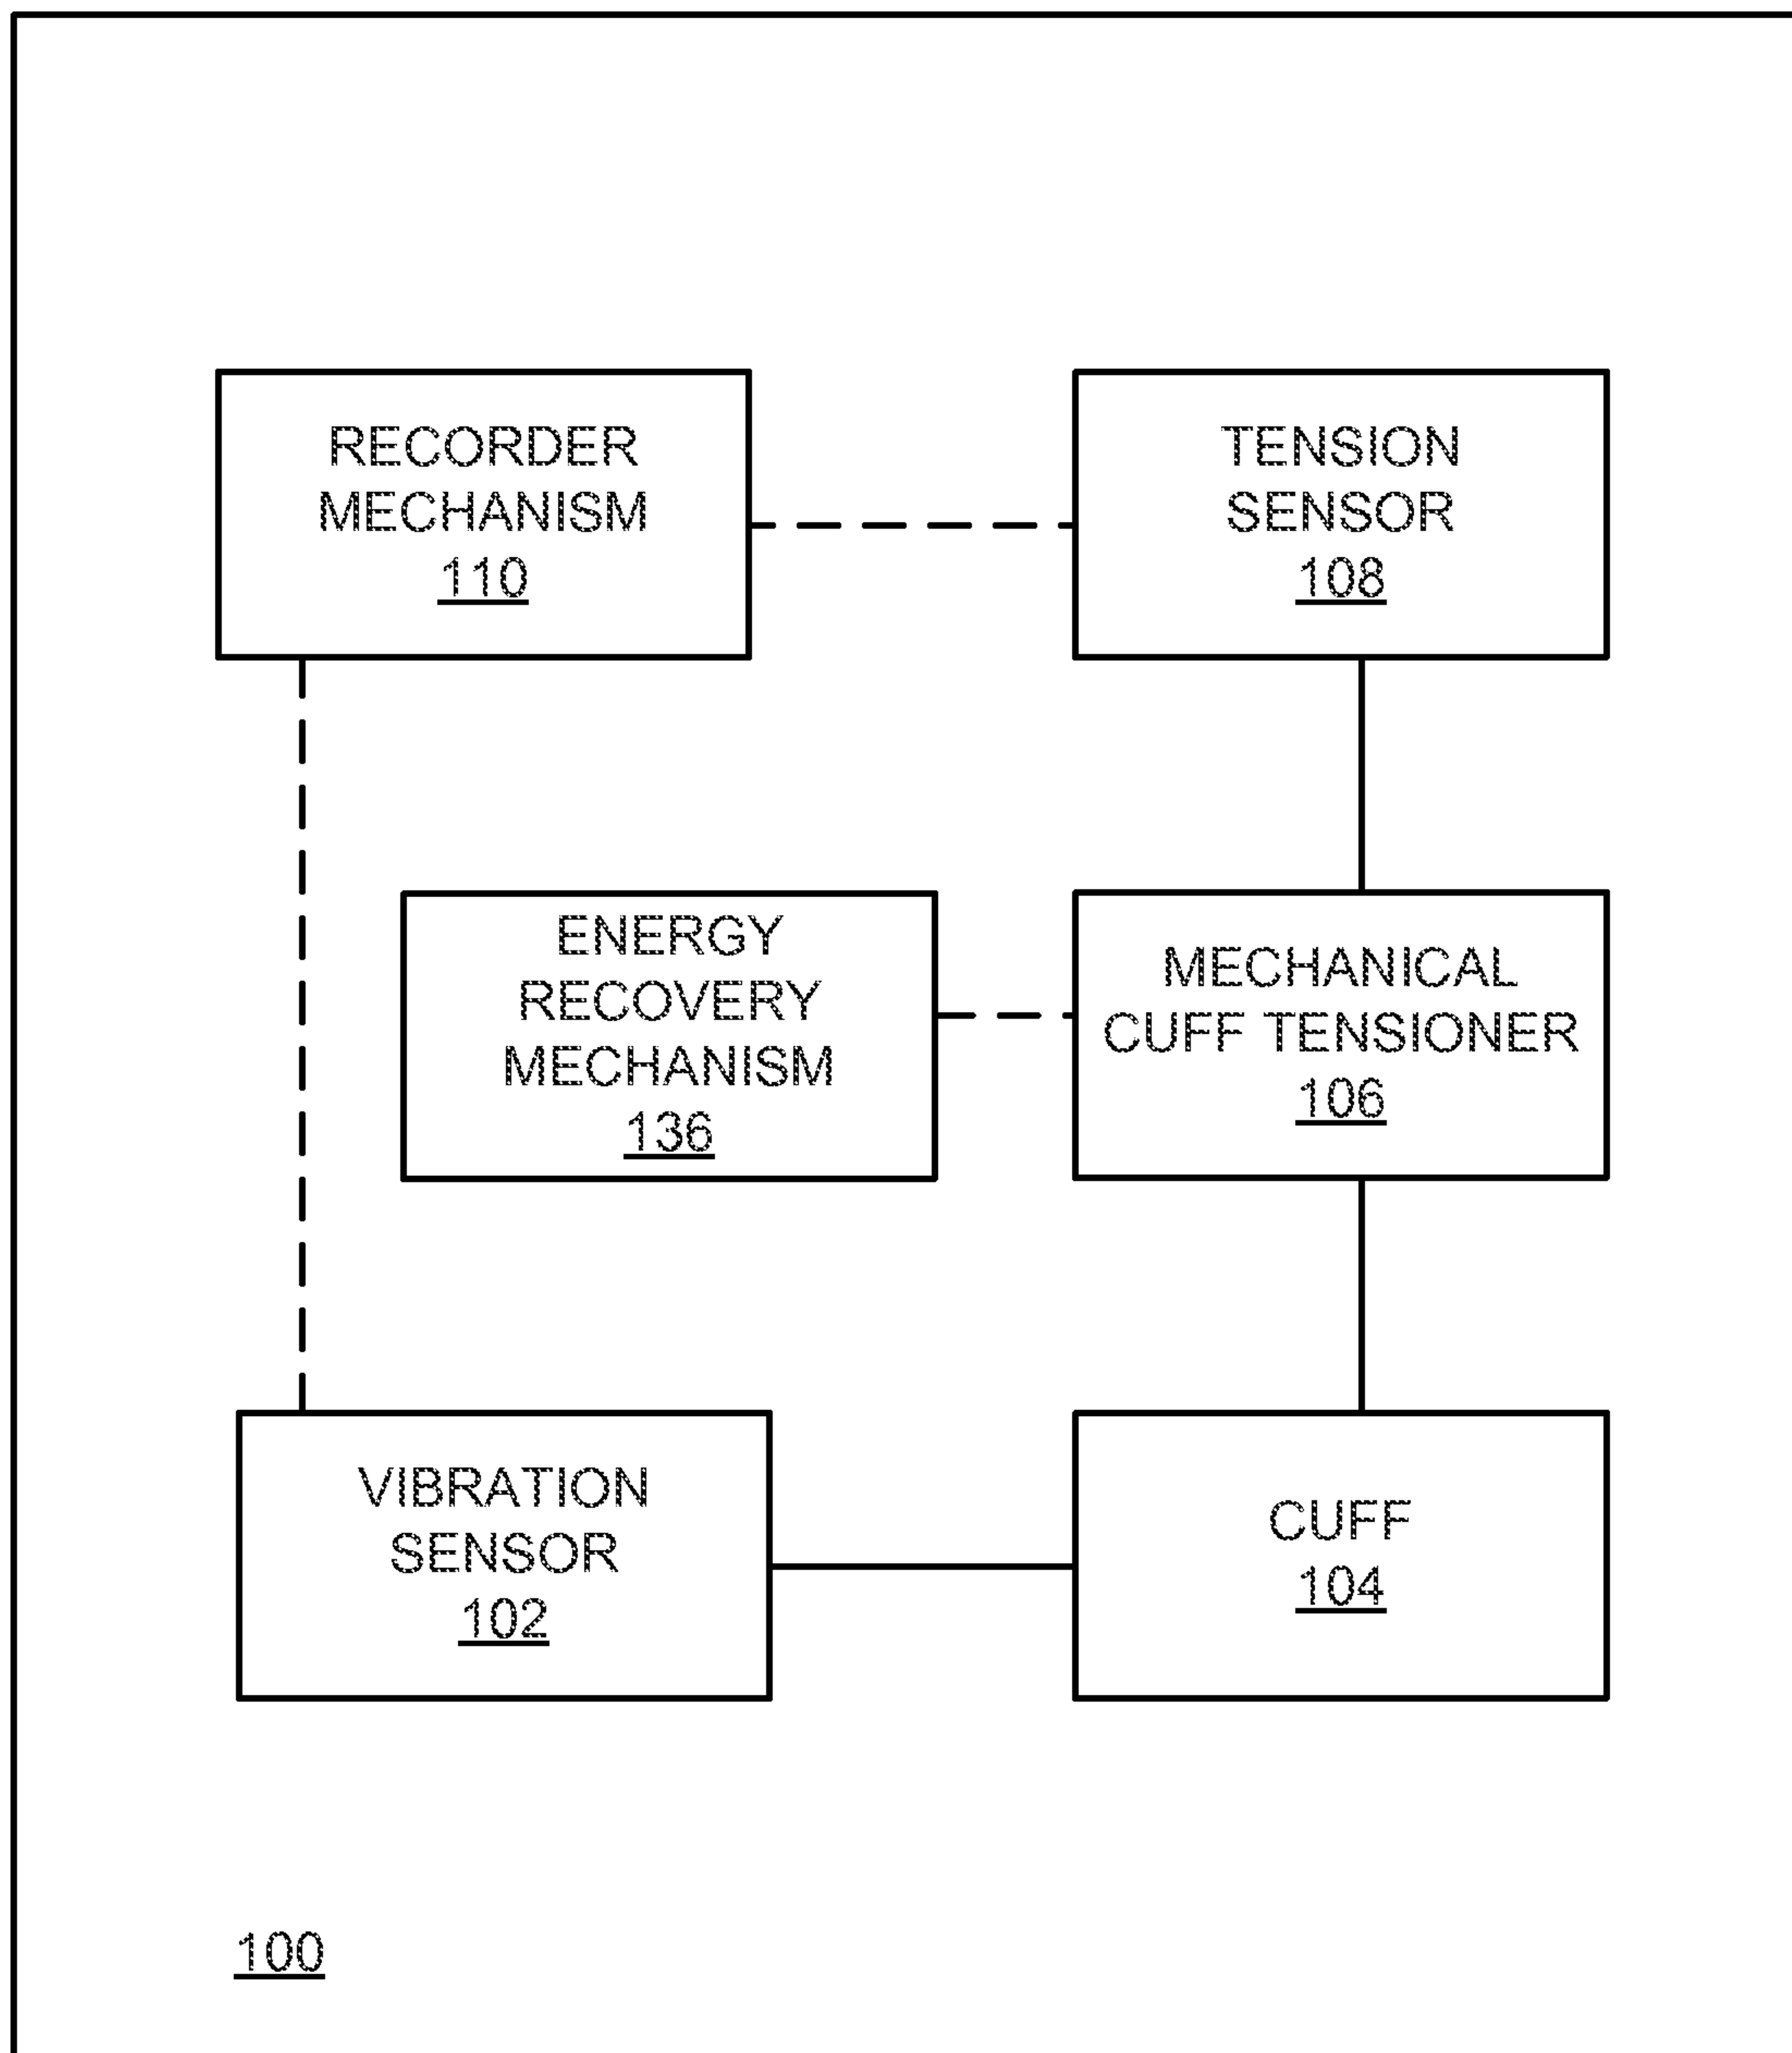 RECORDER
MECHANISM
110
TENSION
SENSOR
108
ENERGY
RECOVERY
MECHANISM
136
MECHANICAL
CUFF TENSIONER
106
VIBRATION
SENSOR
102
CUFF
104
100